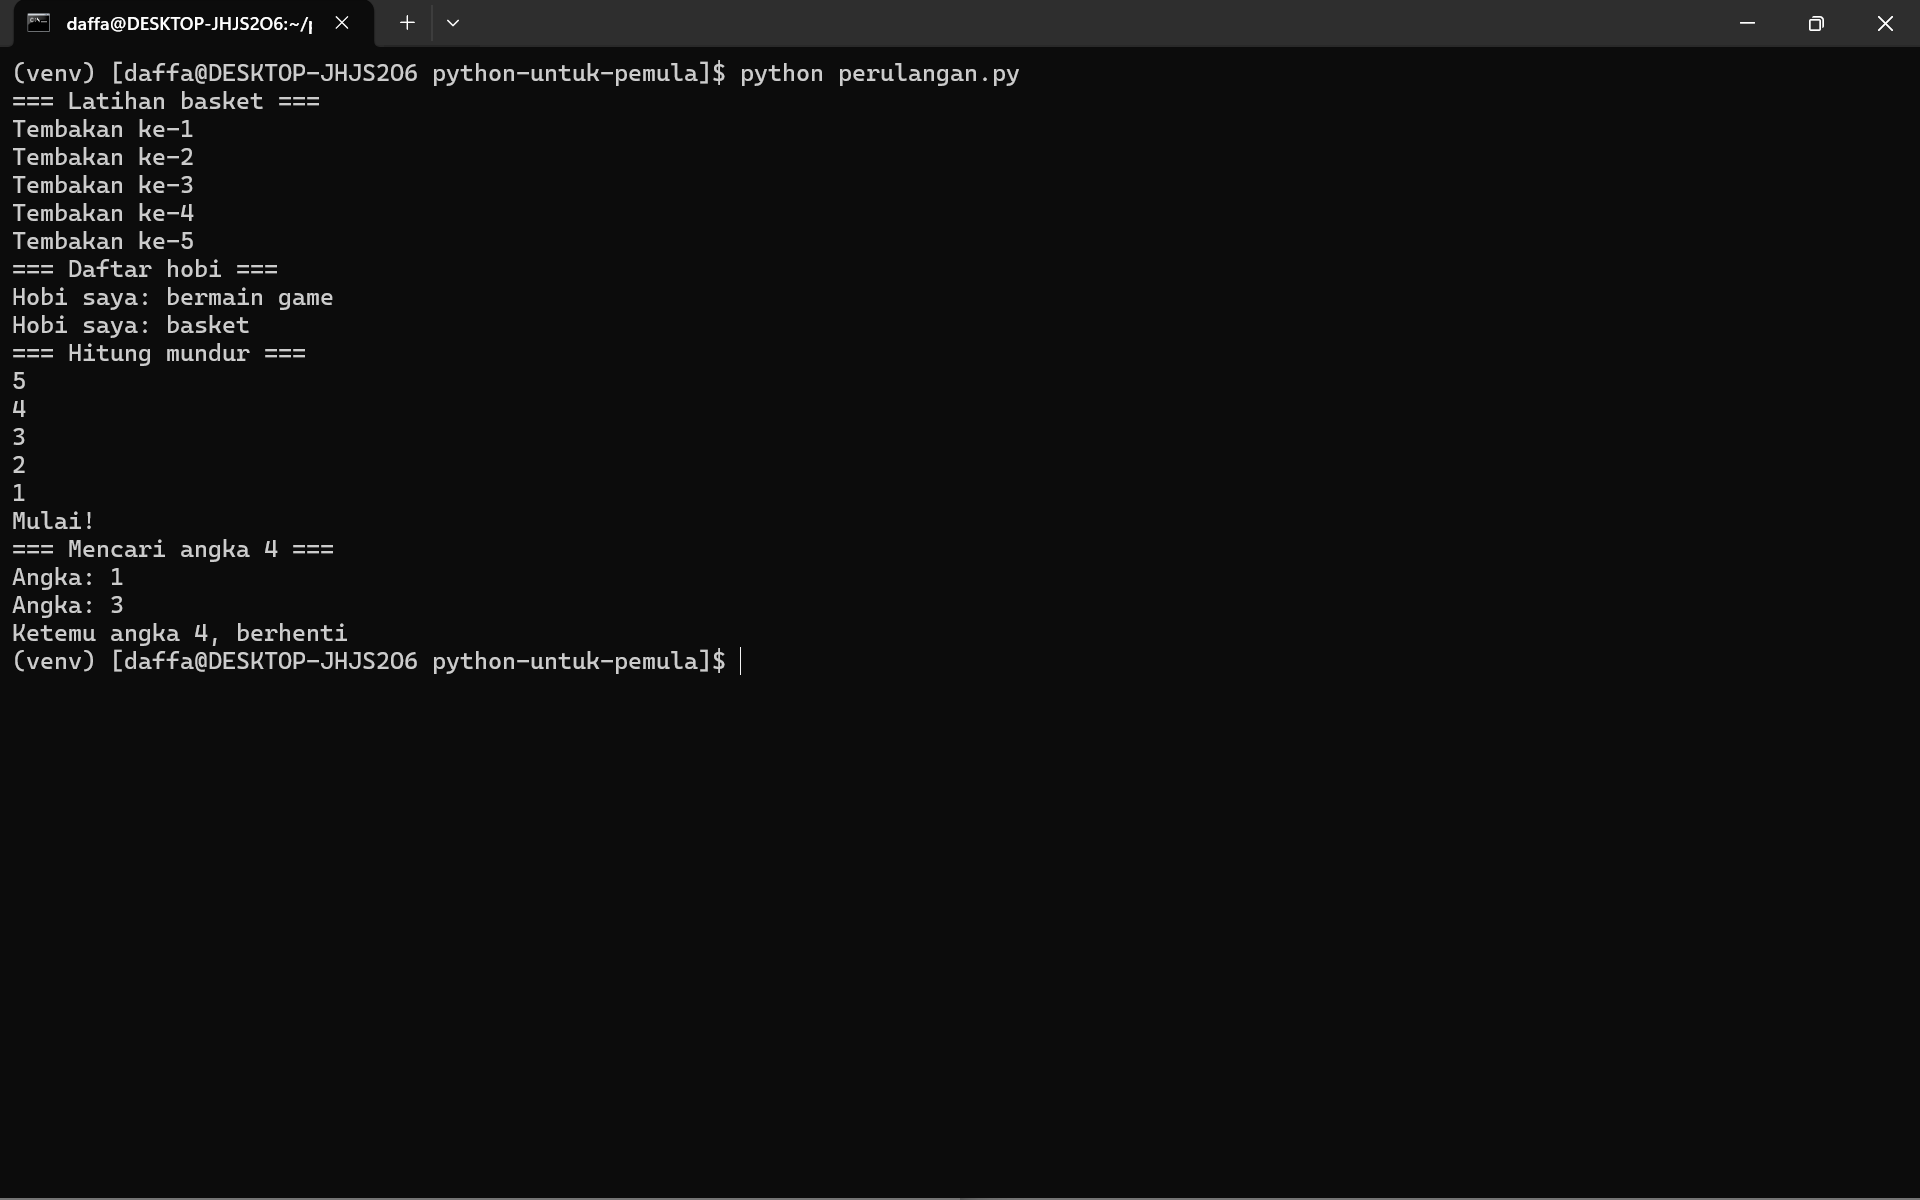 daffa@DESKTOP-JHJS2O6:~/p
(venv) [daffa@DESKTOP-JHJS2O6 python-untuk-pemula]$ python perulangan.py
=== Latihan basket ===
Tembakan ke-1
Tembakan ke-2
Tembakan ke-3
Tembakan ke-4
Tembakan ke-5
=== Daftar hobi ===
Hobi saya: bermain game
Hobi saya: basket
=== Hitung mundur ===
5
4
3
2
1
Mulai!
=== Mencari angka 4 ===
Angka: 1
Angka: 3
Ketemu angka 4, berhenti
(venv) [daffa@DESKTOP-JHJS2O6 python-untuk-pemula]$